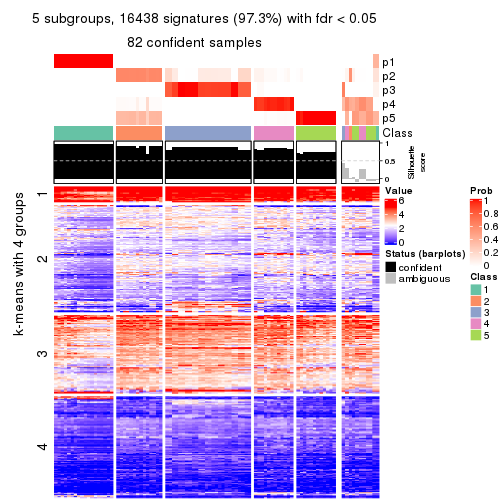 5 subgroups, 16438 signatures (97.3%) with fdr < 0.05
82 confident samples
p1
p2
p3
p4
p5
Class
1
0.5
0
Silhouette
score
k-means with 4 groups
1
2
3
4
Value
6
4
2
0
Status (barplots)
confident
ambiguous
Prob
1
0.8
0.6
0.4
0.2
0
Class
1
2
3
4
5